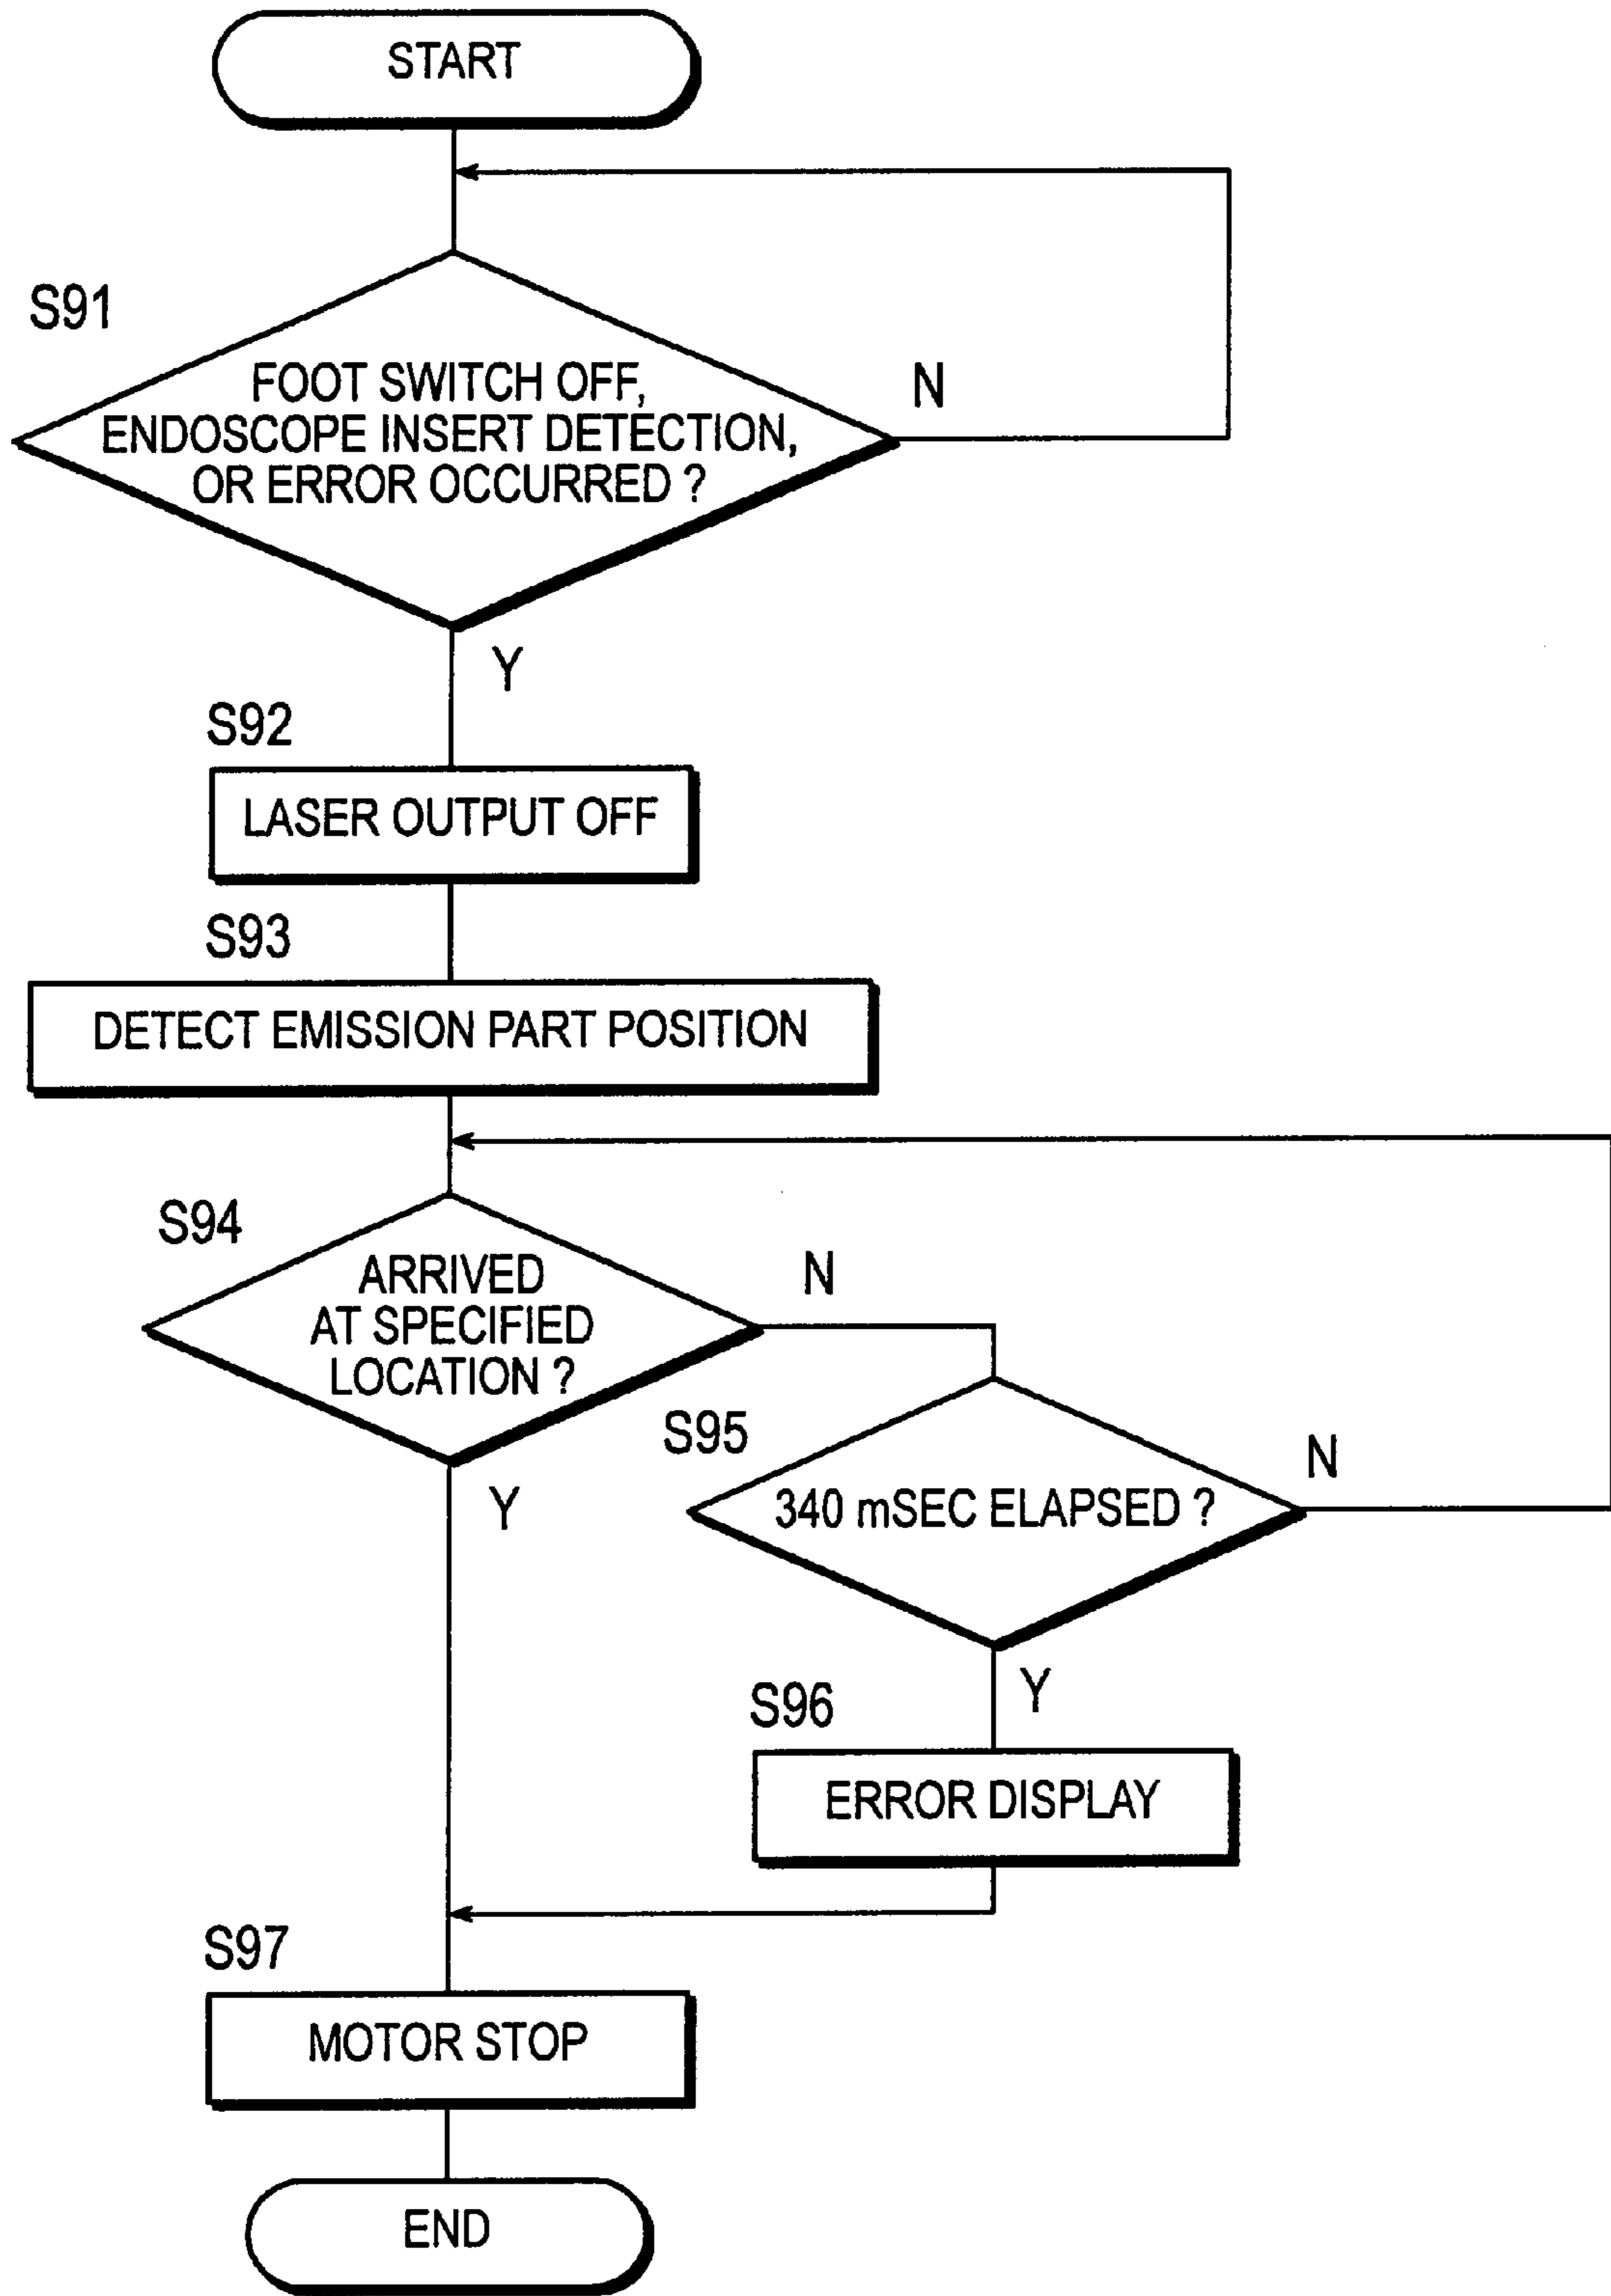 START
S91
FOOT SWITCH OFF,
ENDOSCOPE INSERT DETECTION,
OR ERROR OCCURRED ?
N
Y
S92
LASER OUTPUT OFF
S93
DETECT EMISSION PART POSITION
S94
ARRIVED
AT SPECIFIED
LOCATION ?
N
Y
S95
340 mSEC ELAPSED ?
N
Y
S96
ERROR DISPLAY
S97
MOTOR STOP
END